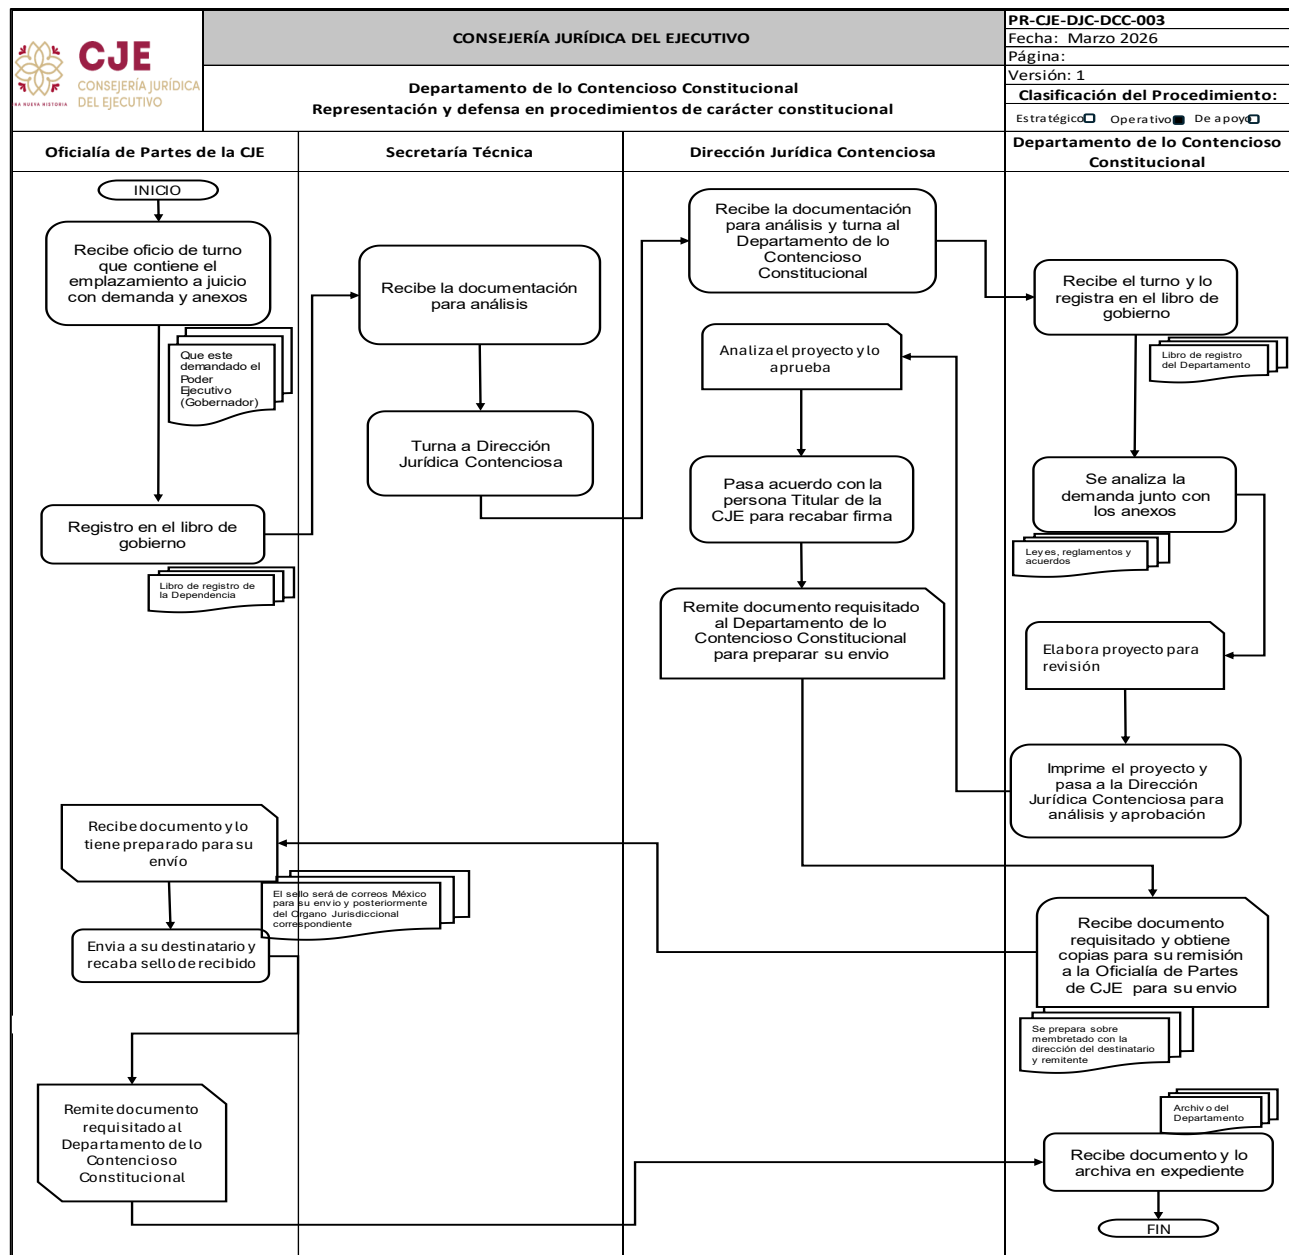 CJE
CONSEJERÍA JURÍDICA
DEL EJECUTIVO
UNA NUEVA HISTORIA
CONSEJERÍA JURÍDICA DEL EJECUTIVO
Departamento de lo Contencioso Constitucional
Representación y defensa en procedimientos de carácter constitucional
PR-CJE-DJC-DCC-003
Fecha: Marzo 2026
Página:
Versión: 1
Clasificación del Procedimiento:
Estratégico Operativo De apoyo
Oficialía de Partes de la CJE
Secretaría Técnica
Dirección Jurídica Contenciosa
Departamento de lo Contencioso
Constitucional
INICIO
Recibe oficio de turno
que contiene el
emplazamiento a juicio
con demanda y anexos
Que este
demandado el
Poder
Ejecutivo
(Gobernador)
Registro en el libro de
gobierno
Libro de registro de
la Dependencia
Recibe la documentación
para análisis
Turna a Dirección
Jurídica Contenciosa
Recibe la documentación
para análisis y turna al
Departamento de lo
Contencioso
Constitucional
Recibe el turno y lo
registra en el libro de
gobierno
Libro de registro
del Departamento
Se analiza la
demanda junto con
los anexos
Leyes, reglamentos y
acuerdos
Elabora proyecto para
revisión
Imprime el proyecto y
pasa a la Dirección
Jurídica Contenciosa para
análisis y aprobación
Analiza el proyecto y lo
aprueba
Pasa acuerdo con la
persona Titular de la
CJE para recabar firma
Remite documento requisitado
al Departamento de lo
Contencioso Constitucional
para preparar su envio
Recibe documento
requisitado y obtiene
copias para su remisión
a la Oficialía de Partes
de CJE para su envio
Se prepara sobre
membretado con la
dirección del destinatario
y remitente
Recibe documento y lo
tiene preparado para su
envío
El sello será de correos México
para su envio y posteriormente
del Organo Jurisdiccional
correspondiente
Envia a su destinatario y
recaba sello de recibido
Remite documento
requisitado al
Departamento de lo
Contencioso
Constitucional
Archivo del
Departamento
Recibe documento y lo
archiva en expediente
FIN